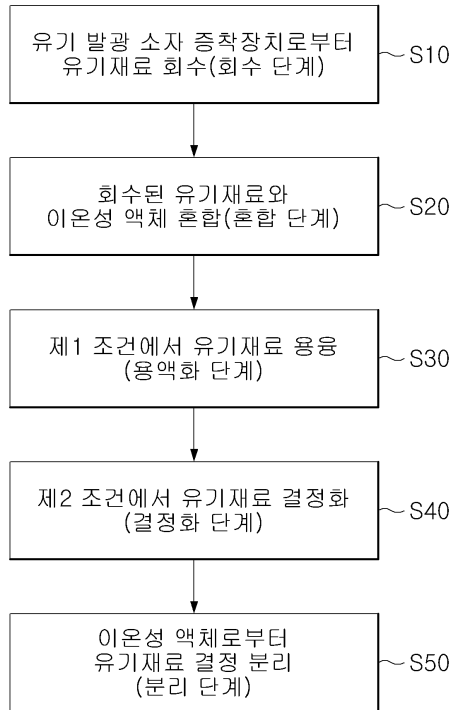 유기 발광 소자 증착장치로부터
유기재료 회수(회수 단계)
S10
회수된 유기재료와
이온성 액체 혼합(혼합 단계)
S20
제1 조건에서 유기재료 용융
(용액화 단계)
S30
제2 조건에서 유기재료 결정화
(결정화 단계)
S40
이온성 액체로부터
유기재료 결정 분리
(분리 단계)
S50